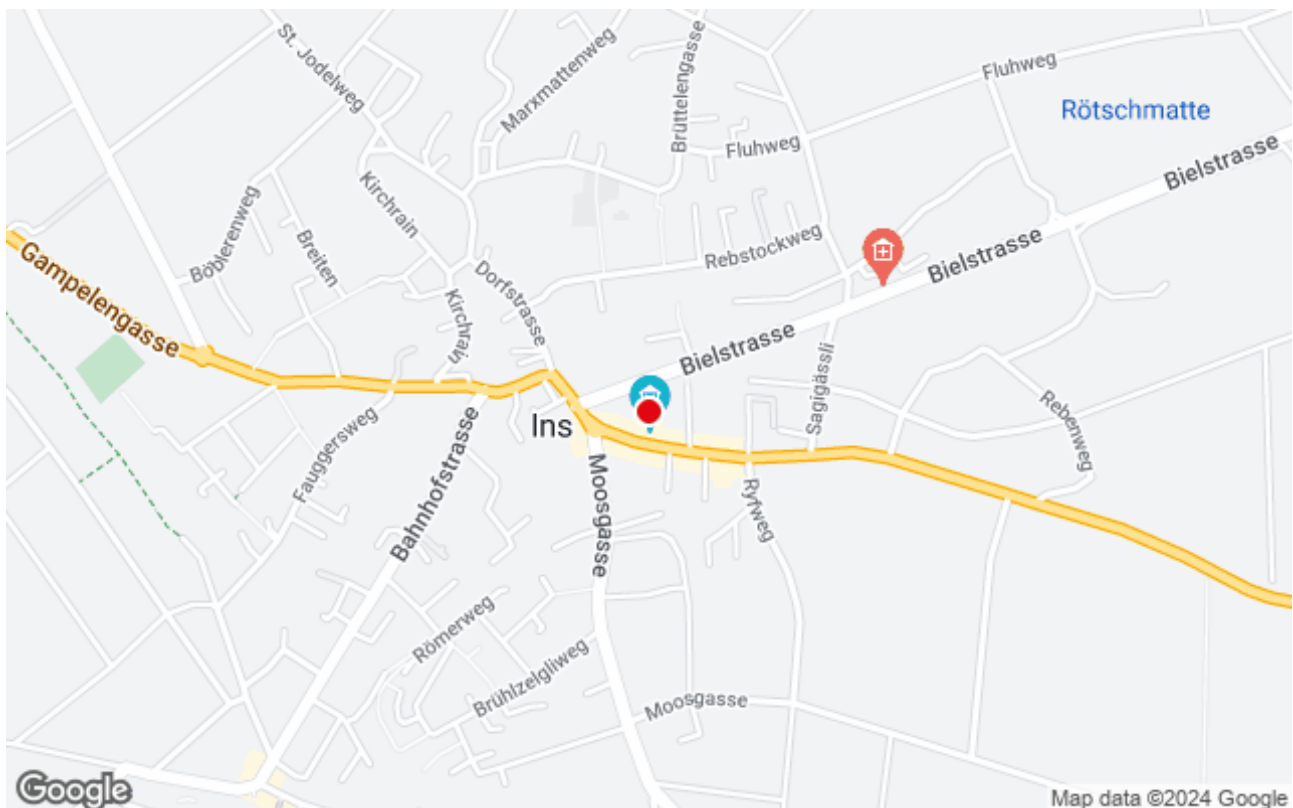 St. Jodelweg
Marxmattenweg
Brüttelengasse
Fluhweg
Rötschmatte
Fluhweg
Bielstrasse
Kirchrain
Böblerenweg
Breiten
Rebstockweg
Bielstrasse
Gampelengasse
Dorfstrasse
Kirchrain
Bielstrasse
Sagigässli
Rebenweg
Ins
Fauggersweg
Bahnhofstrasse
Moosgasse
Ryfweg
Römerweg
Brühlzelgliweg
Moosgasse
Google
Map data ©2024 Google